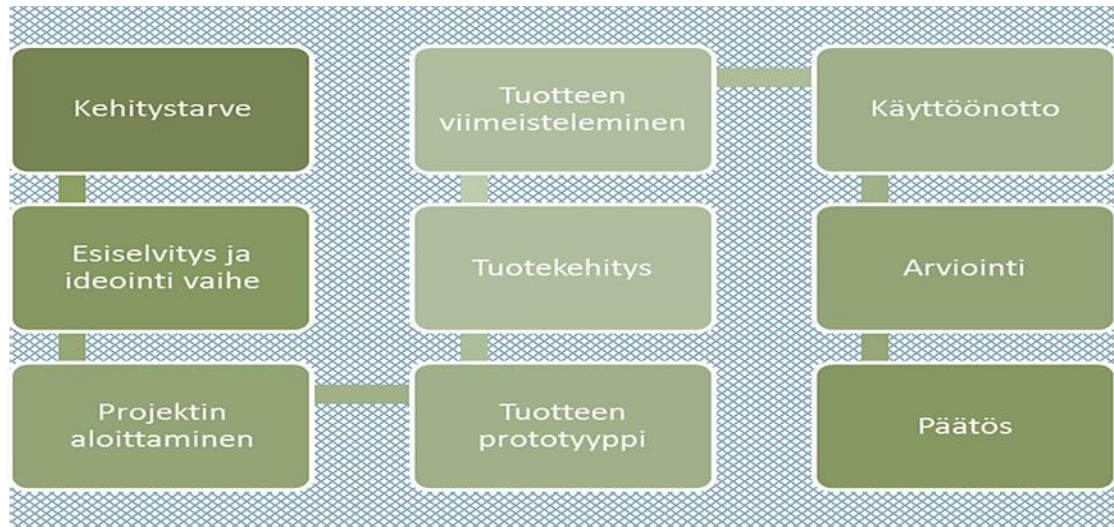 Kehitystarve
Esiselvitys ja
ideointi vaihe
Projektin
aloittaminen
Tuotteen
prototyyppi
Tuotekehitys
Tuotteen
viimeisteleminen
Käyttöönotto
Arviointi
Päätös